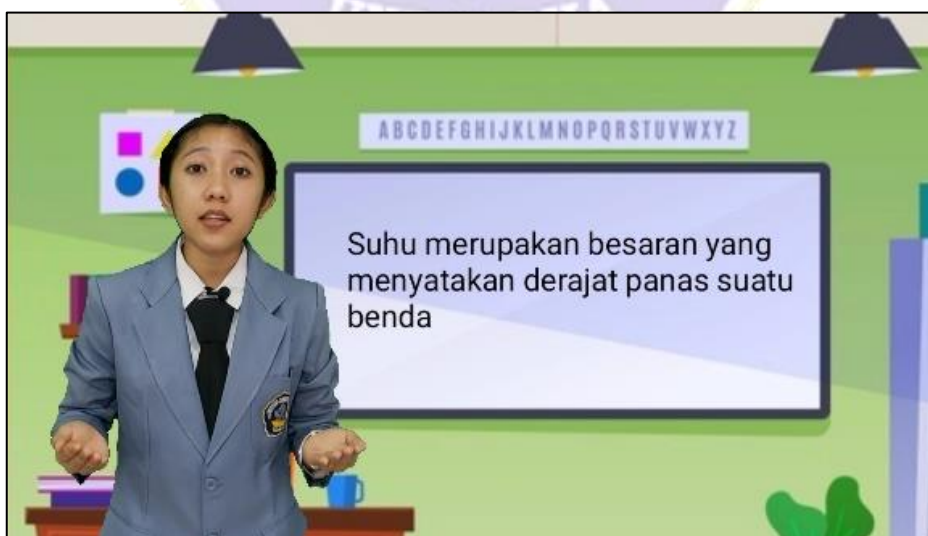 ABCDEFGHIJKLMNOPQRSTUVWXYZ
Suhu merupakan besaran yang
menyatakan derajat panas suatu
benda